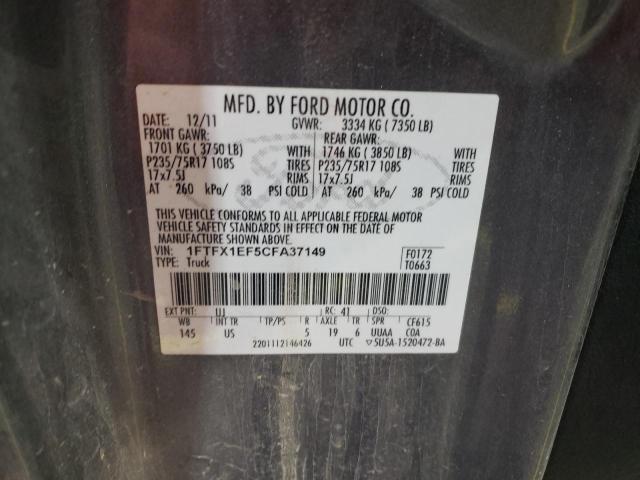 MFD. BY FORD MOTOR CO.
DATE: 12/11 GVWR: 3334 KG (7350 LB)
FRONT GAWR: REAR GAWR:
1701 KG (3750 LB) WITH 1746 KG (3850 LB) WITH
P235/75R17 108S TIRES P235/75R17 108S TIRES
17x7.5J RIMS 17x7.5J RIMS
AT 260 kPa/ 38 PSI COLD AT 260 kPa/ 38 PSI COLD
THIS VEHICLE CONFORMS TO ALL APPLICABLE FEDERAL MOTOR
VEHICLE SAFETY STANDARDS IN EFFECT ON THE DATE OF
MANUFACTURE SHOWN ABOVE.
VIN: 1FTFX1EF5CFA37149 F0172
TYPE: Truck T0663
EXT PNT: UJ RC: 41 DSO:
WB INT TR TP/PS R AXLE TR SPR CF615
145 US 5 19 6 UUAA COA
2201112146426 UTC ▽5U5A-1520472-BA